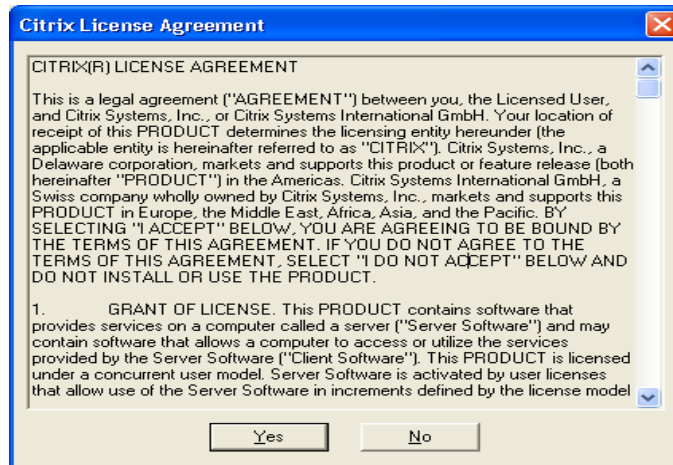 Citrix License Agreement
CITRIX(R) LICENSE AGREEMENT
This is a legal agreement ("AGREEMENT") between you, the Licensed User,
and Citrix Systems, Inc., or Citrix Systems International GmbH. Your location of
receipt of this PRODUCT determines the licensing entity hereunder (the
applicable entity is hereinafter referred to as "CITRIX"). Citrix Systems, Inc., a
Delaware corporation, markets and supports this product or feature release (both
hereinafter "PRODUCT") in the Americas. Citrix Systems International GmbH, a
Swiss company wholly owned by Citrix Systems, Inc., markets and supports this
PRODUCT in Europe, the Middle East, Africa, Asia, and the Pacific. BY
SELECTING "I ACCEPT" BELOW, YOU ARE AGREEING TO BE BOUND BY
THE TERMS OF THIS AGREEMENT. IF YOU DO NOT AGREE TO THE
TERMS OF THIS AGREEMENT, SELECT "I DO NOT ACCEPT" BELOW AND
DO NOT INSTALL OR USE THE PRODUCT.
1. GRANT OF LICENSE. This PRODUCT contains software that
provides services on a computer called a server ("Server Software") and may
contain software that allows a computer to access or utilize the services
provided by the Server Software ("Client Software"). This PRODUCT is licensed
under a concurrent user model. Server Software is activated by user licenses
that allow use of the Server Software in increments defined by the license model
Yes No